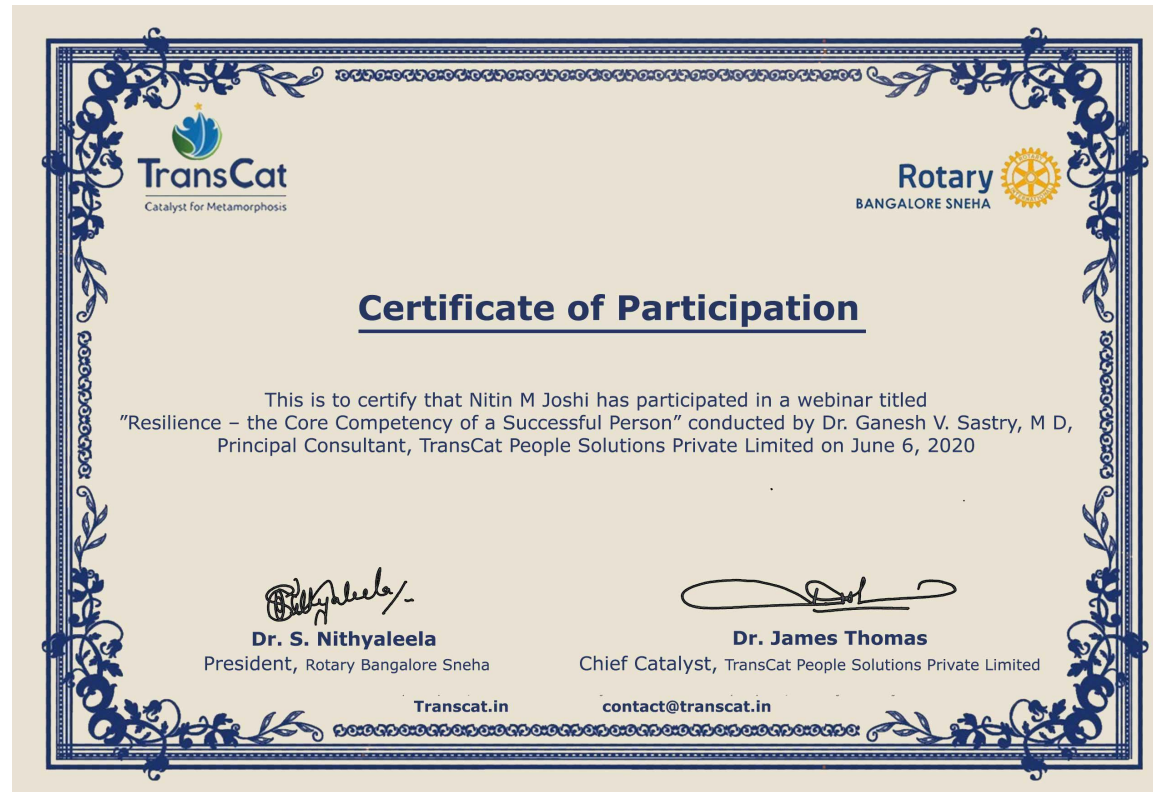 TransCat
Catalyst for Metamorphosis
Rotary
BANGALORE SNEHA
ROTARY
INTERNATIONAL
Certificate of Participation
This is to certify that Nitin M Joshi has participated in a webinar titled
”Resilience – the Core Competency of a Successful Person” conducted by Dr. Ganesh V. Sastry, M D,
Principal Consultant, TransCat People Solutions Private Limited on June 6, 2020
Dr. S. Nithyaleela
President, Rotary Bangalore Sneha
Dr. James Thomas
Chief Catalyst, TransCat People Solutions Private Limited
Transcat.in contact@transcat.in